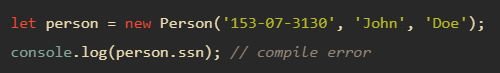 let person = new Person('153-07-3130', 'John', 'Doe');
console.log(person.ssn); // compile error